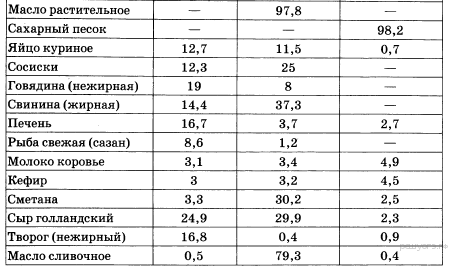 Масло растительное — 97,8 —
Сахарный песок — — 98,2
Яйцо куриное 12,7 11,5 0,7
Сосиски 12,3 25 —
Говядина (нежирная) 19 8 —
Свинина (жирная) 14,4 37,3 —
Печень 16,7 3,7 2,7
Рыба свежая (сазан) 8,6 1,2 —
Молоко коровье 3,1 3,4 4,9
Кефир 3 3,2 4,5
Сметана 3,3 30,2 2,5
Сыр голландский 24,9 29,9 2,3
Творог (нежирный) 16,8 0,4 0,9
Масло сливочное 0,5 79,3 0,4